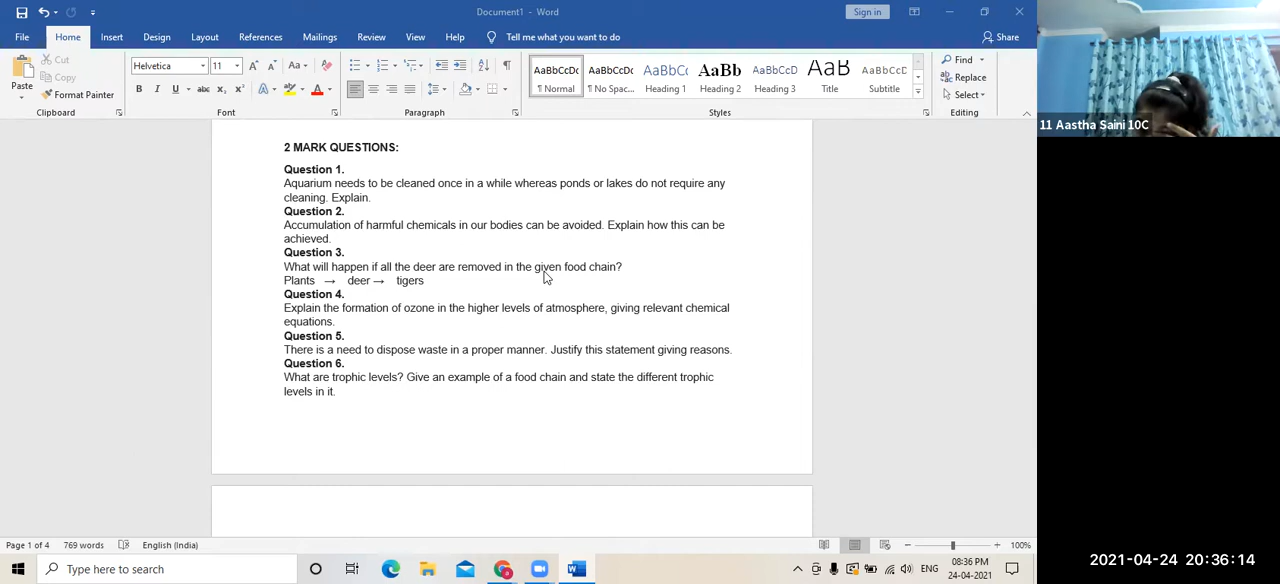 Document1 - Word
Sign in
File Home Insert Design Layout References Mailings Review View Help Tell me what you want to do Share
Paste
Cut
Copy
Format Painter
Clipboard
Helvetica 11
Font
Paragraph
AaBbCcDc AaBbCcDc AaBbCc AaBb AaBbCcD AaB AaBbCcD
¶ Normal ¶ No Spac... Heading 1 Heading 2 Heading 3 Title Subtitle
Styles
Find
Replace
Select
Editing
11 Aastha Saini 10C
2 MARK QUESTIONS:
Question 1.
Aquarium needs to be cleaned once in a while whereas ponds or lakes do not require any
cleaning. Explain.
Question 2.
Accumulation of harmful chemicals in our bodies can be avoided. Explain how this can be
achieved.
Question 3.
What will happen if all the deer are removed in the given food chain?
Plants → deer → tigers
Question 4.
Explain the formation of ozone in the higher levels of atmosphere, giving relevant chemical
equations.
Question 5.
There is a need to dispose waste in a proper manner. Justify this statement giving reasons.
Question 6.
What are trophic levels? Give an example of a food chain and state the different trophic
levels in it.
Page 1 of 4 769 words English (India) 100%
Type here to search
ENG
08:36 PM
24-04-2021
2021-04-24 20:36:14